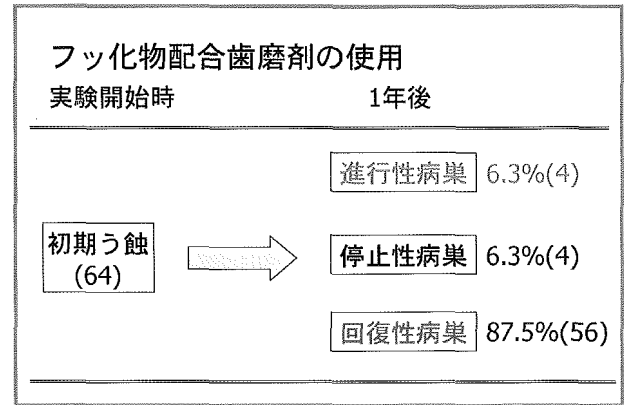 フッ化物配合歯磨剤の使用
実験開始時 1年後
進行性病巣 6.3%(4)
初期う蝕
(64)
停止性病巣 6.3%(4)
回復性病巣 87.5%(56)